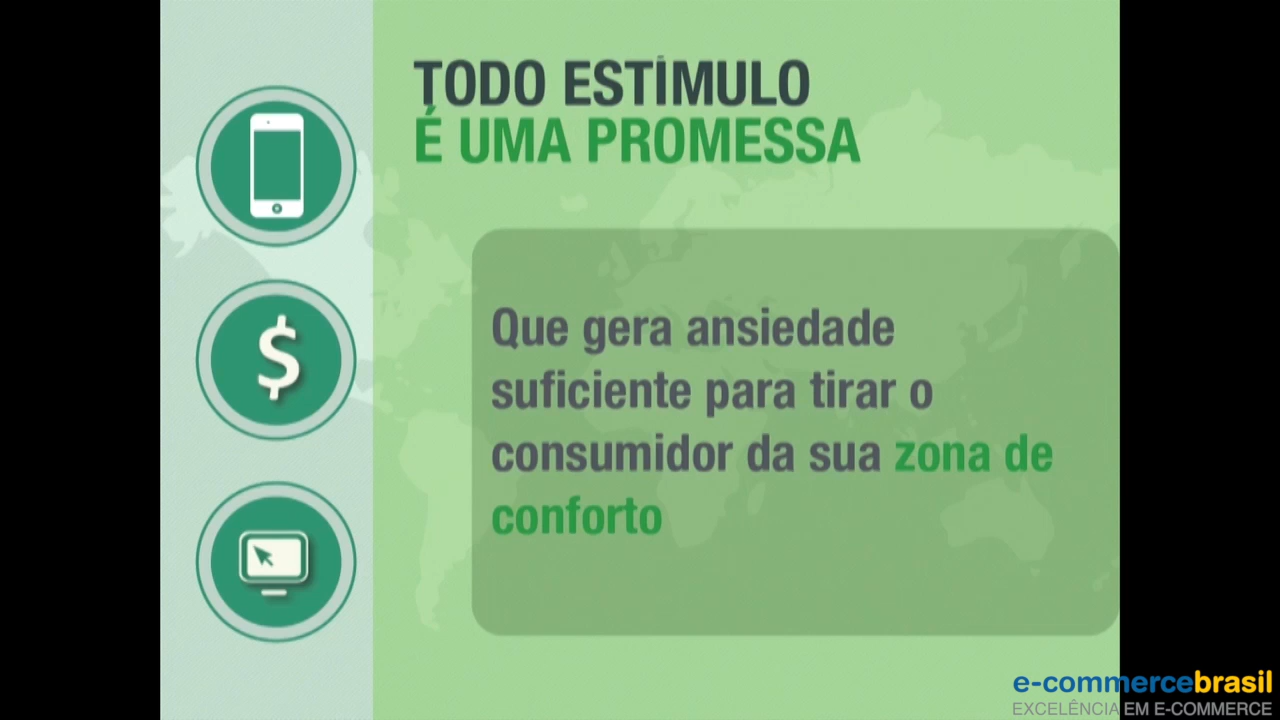 TODO ESTÍMULO
É UMA PROMESSA
$
Que gera ansiedade
suficiente para tirar o
consumidor da sua zona de
conforto
e-commercebrasil
EXCELÊNCIA EM E-COMMERCE